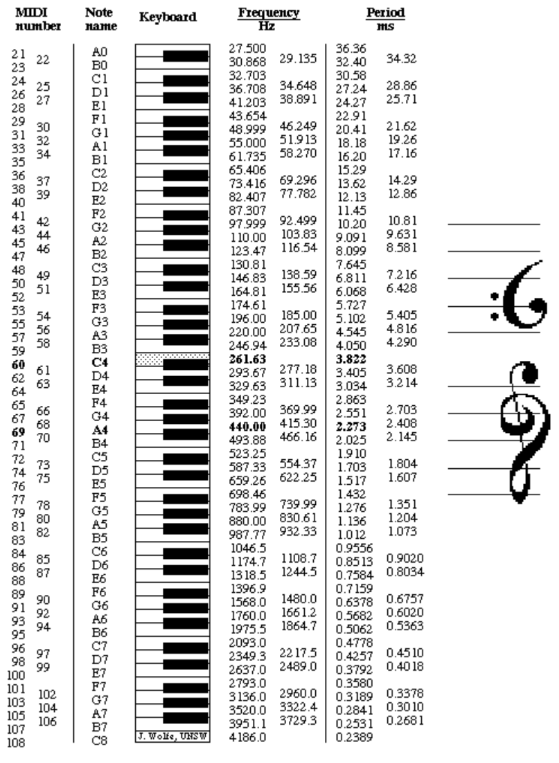 MIDI number Note name Keyboard Frequency Hz Period ms
21 A0 27.500 36.36
22 29.135 34.32
23 B0 30.868 32.40
24 C1 32.703 30.58
25 34.648 28.86
26 D1 36.708 27.24
27 38.891 25.71
28 E1 41.203 24.27
29 F1 43.654 22.91
30 46.249 21.62
31 G1 48.999 20.41
32 51.913 19.26
33 A1 55.000 18.18
34 58.270 17.16
35 B1 61.735 16.20
36 C2 65.406 15.29
37 69.296 14.29
38 D2 73.416 13.62
39 77.782 12.86
40 E2 82.407 12.13
41 F2 87.307 11.45
42 92.499 10.81
43 G2 97.999 10.20
44 103.83 9.631
45 A2 110.00 9.091
46 116.54 8.581
47 B2 123.47 8.099
48 C3 130.81 7.645
49 138.59 7.216
50 D3 146.83 6.811
51 155.56 6.428
52 E3 164.81 6.068
53 F3 174.61 5.727
54 185.00 5.405
55 G3 196.00 5.102
56 207.65 4.816
57 A3 220.00 4.545
58 233.08 4.290
59 B3 246.94 4.050
60 C4 261.63 3.822
61 277.18 3.608
62 D4 293.67 3.405
63 311.13 3.214
64 E4 329.63 3.034
65 F4 349.23 2.863
66 369.99 2.703
67 G4 392.00 2.551
68 415.30 2.408
69 A4 440.00 2.273
70 466.16 2.145
71 B4 493.88 2.025
72 C5 523.25 1.910
73 554.37 1.804
74 D5 587.33 1.703
75 622.25 1.607
76 E5 659.26 1.517
77 F5 698.46 1.432
78 739.99 1.351
79 G5 783.99 1.276
80 830.61 1.204
81 A5 880.00 1.136
82 932.33 1.073
83 B5 987.77 1.012
84 C6 1046.5 0.9556
85 1108.7 0.9020
86 D6 1174.7 0.8513
87 1244.5 0.8034
88 E6 1318.5 0.7584
89 F6 1396.9 0.7159
90 1480.0 0.6757
91 G6 1568.0 0.6378
92 1661.2 0.6020
93 A6 1760.0 0.5682
94 1864.7 0.5363
95 B6 1975.5 0.5062
96 C7 2093.0 0.4778
97 2217.5 0.4510
98 D7 2349.3 0.4257
99 2489.0 0.4018
100 E7 2637.0 0.3792
101 F7 2793.0 0.3580
102 2960.0 0.3378
103 G7 3136.0 0.3189
104 3322.4 0.3010
105 A7 3520.0 0.2841
106 3729.3 0.2681
107 B7 3951.1 0.2531
108 C8 J. Wolfe, UNSW 4186.0 0.2389